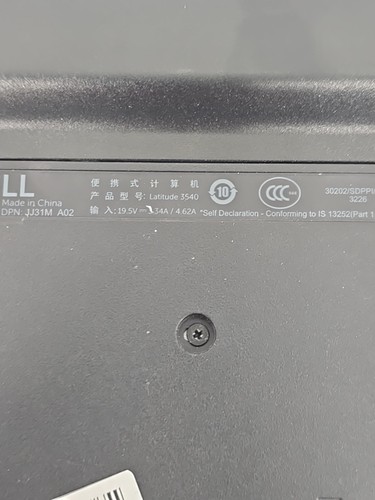 LL
Made in China
DPN JJ31M A02
便 携 式 计 算 机
产 品 型 号: Latitude 3540
输 入: 19.5V 34A / 4.62A
10
CCC
30202/SDPPI/
3226
*Self Declaration - Conforming to IS 13252(Part 1